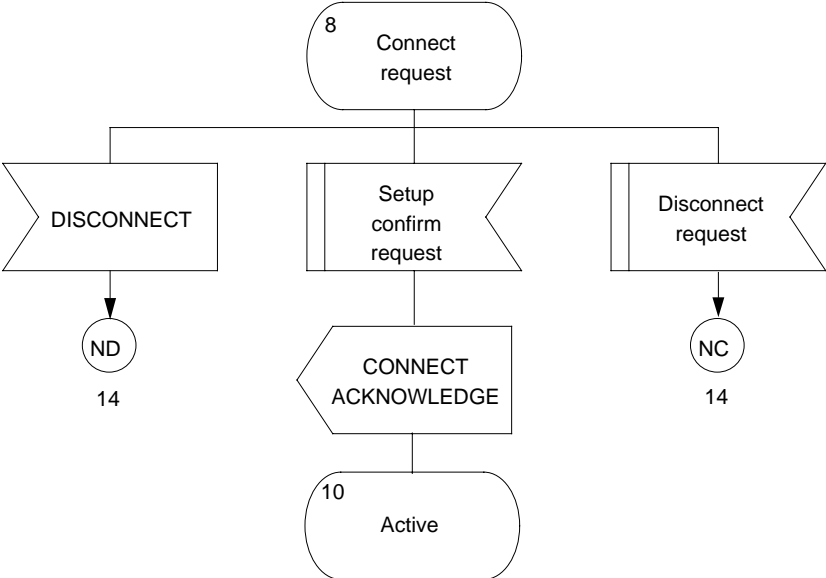 8
Connect
request
DISCONNECT
Setup
confirm
request
Disconnect
request
ND
14
NC
14
CONNECT
ACKNOWLEDGE
10
Active